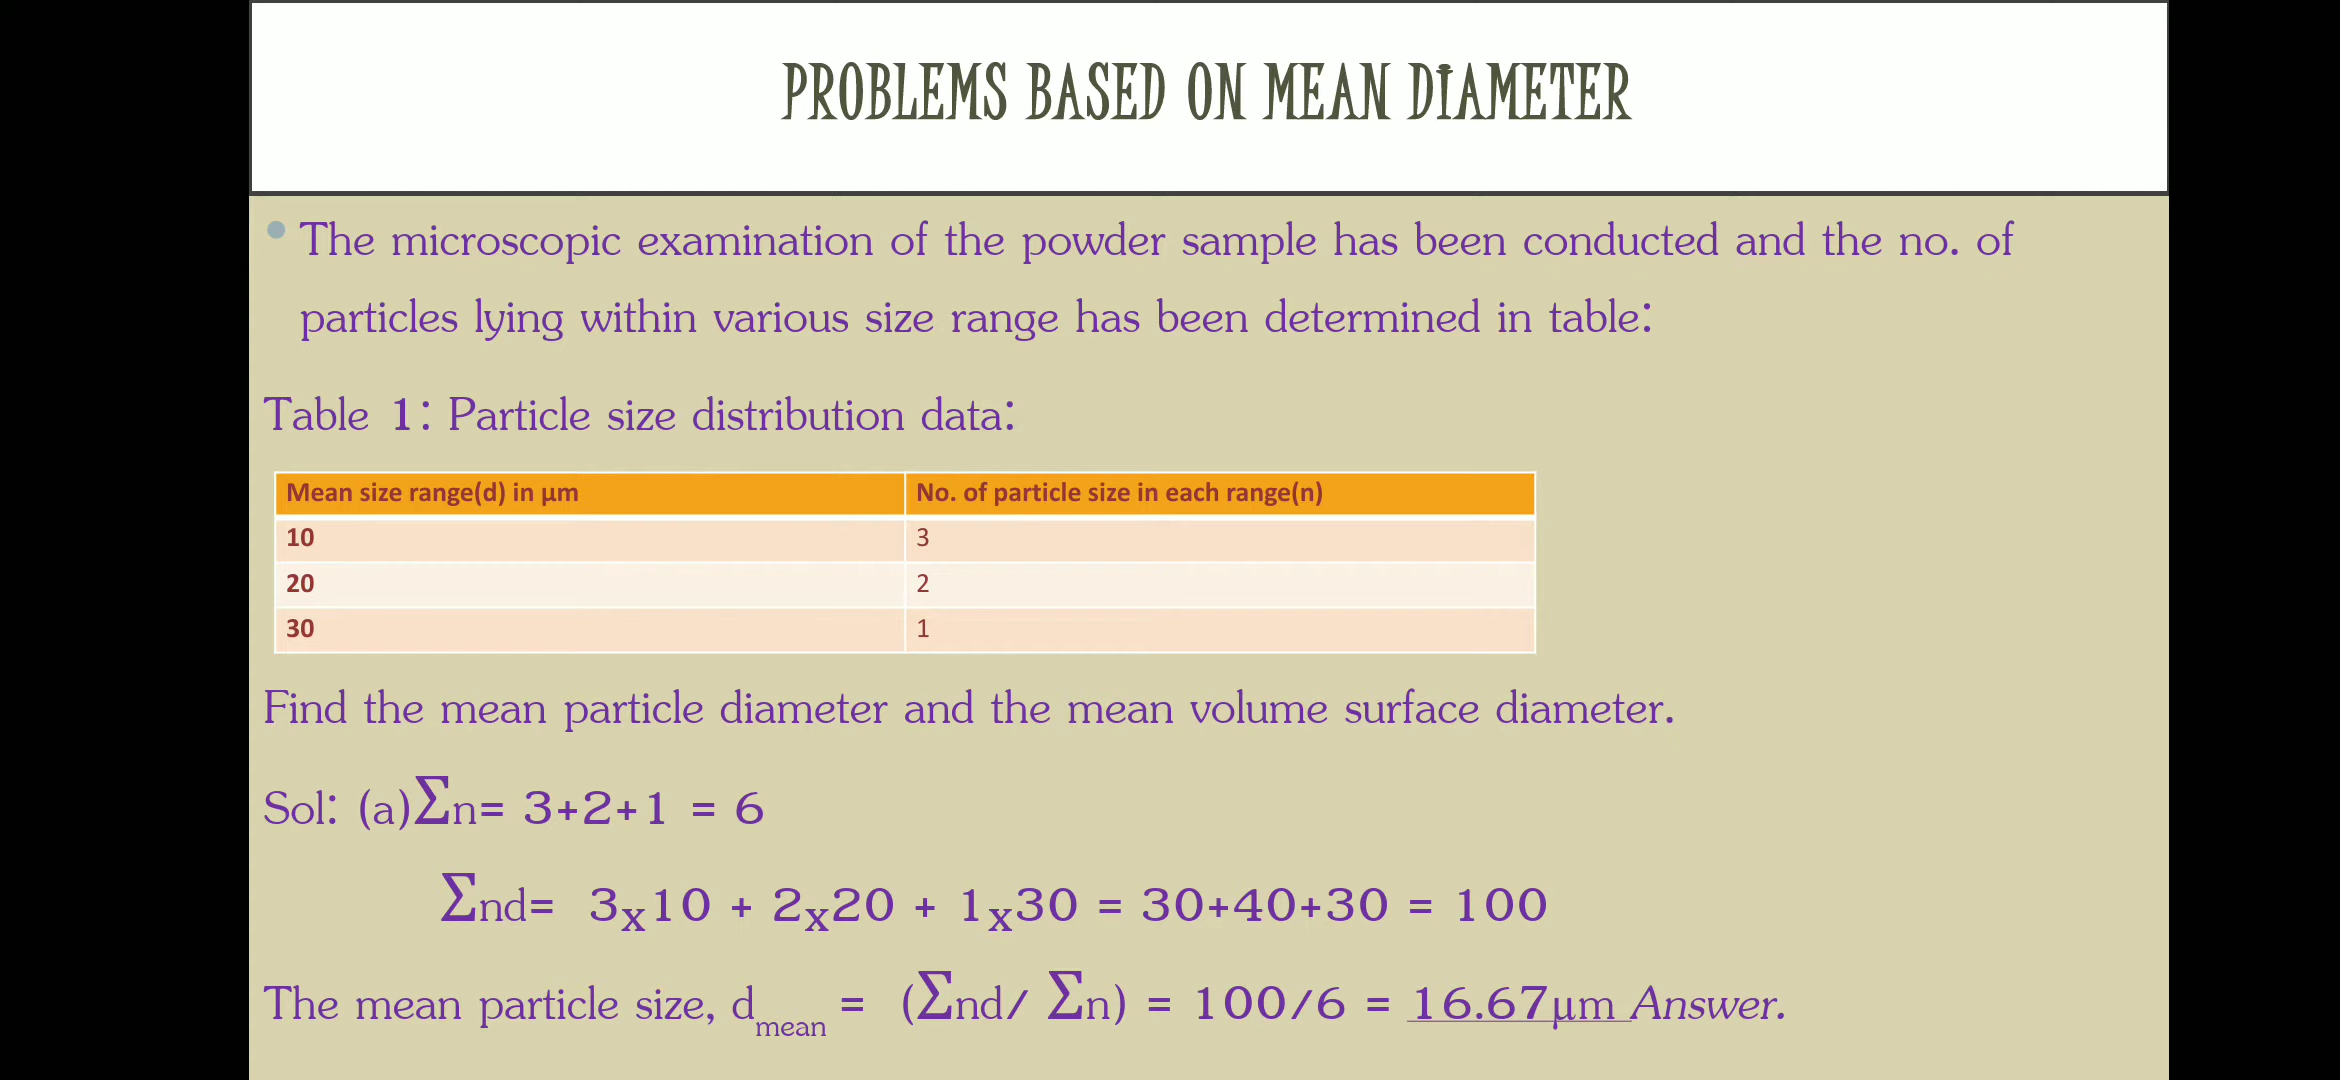 PROBLEMS BASED ON MEAN DiAMETER
• The microscopic examination of the powder sample has been conducted and the no. of
particles lying within various size range has been determined in table:
Table 1: Particle size distribution data:
Mean size range(d) in µm No. of particle size in each range(n)
10 3
20 2
30 1
Find the mean particle diameter and the mean volume surface diameter.
Sol: (a)∑n= 3+2+1 = 6
∑nd= 3x10 + 2x20 + 1x30 = 30+40+30 = 100
The mean particle size, dmean = (∑nd/ ∑n) = 100/6 = 16.67µm Answer.